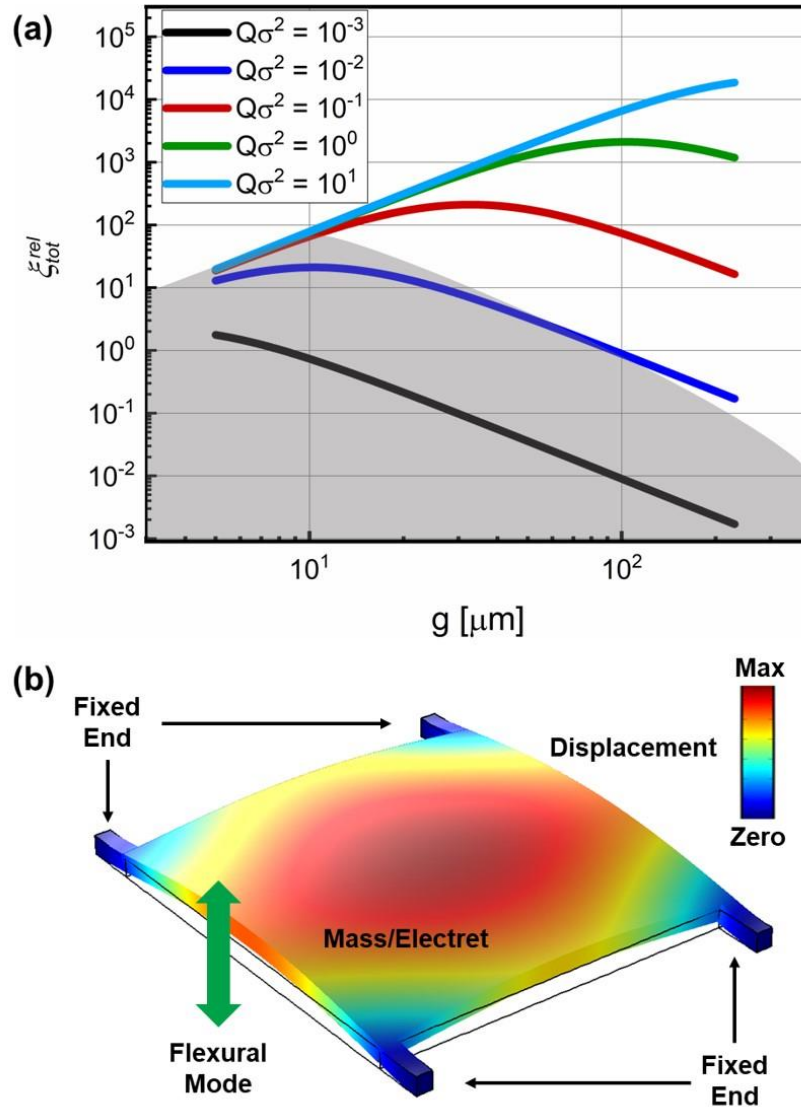 (a)
10⁵
10⁴
10³
10²
10¹
10⁰
10⁻¹
10⁻²
10⁻³
ξ_tot^rel
Qσ² = 10⁻³
Qσ² = 10⁻²
Qσ² = 10⁻¹
Qσ² = 10⁰
Qσ² = 10¹
10¹
10²
g [μm]
(b)
Fixed
End
Max
Displacement
Zero
Mass/Electret
Flexural
Mode
Fixed
End